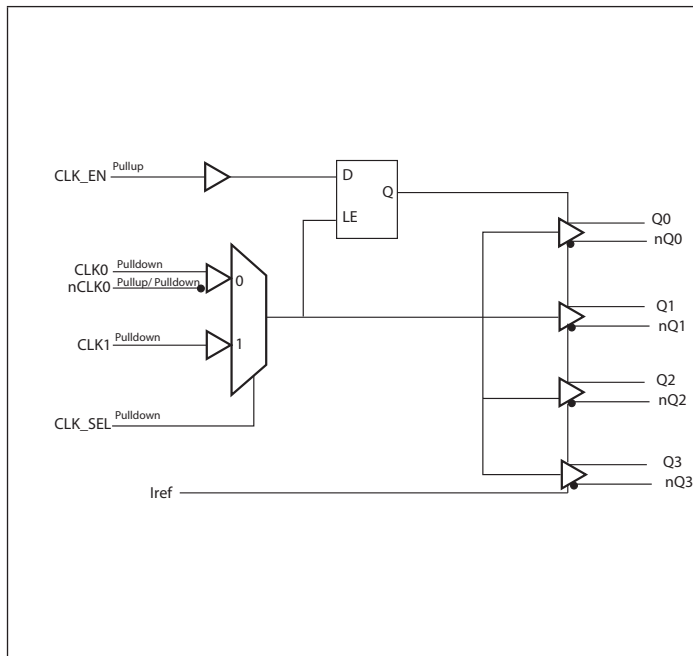 CLK_EN Pullup
D
Q
LE
CLK0 Pulldown
nCLK0 Pullup/ Pulldown
0
CLK1 Pulldown
1
CLK_SEL Pulldown
Iref
Q0
nQ0
Q1
nQ1
Q2
nQ2
Q3
nQ3